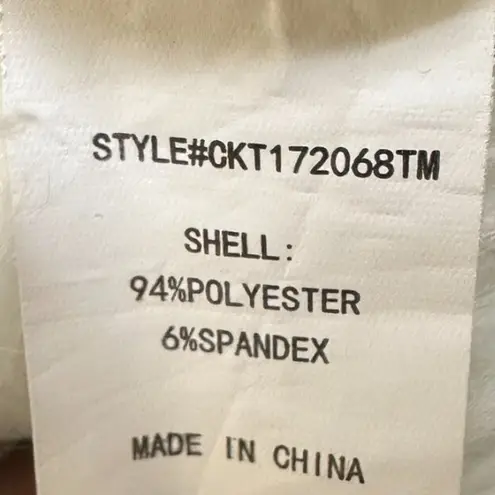 STYLE#CKT172068TM
SHELL:
94%POLYESTER
6%SPANDEX
MADE IN CHINA